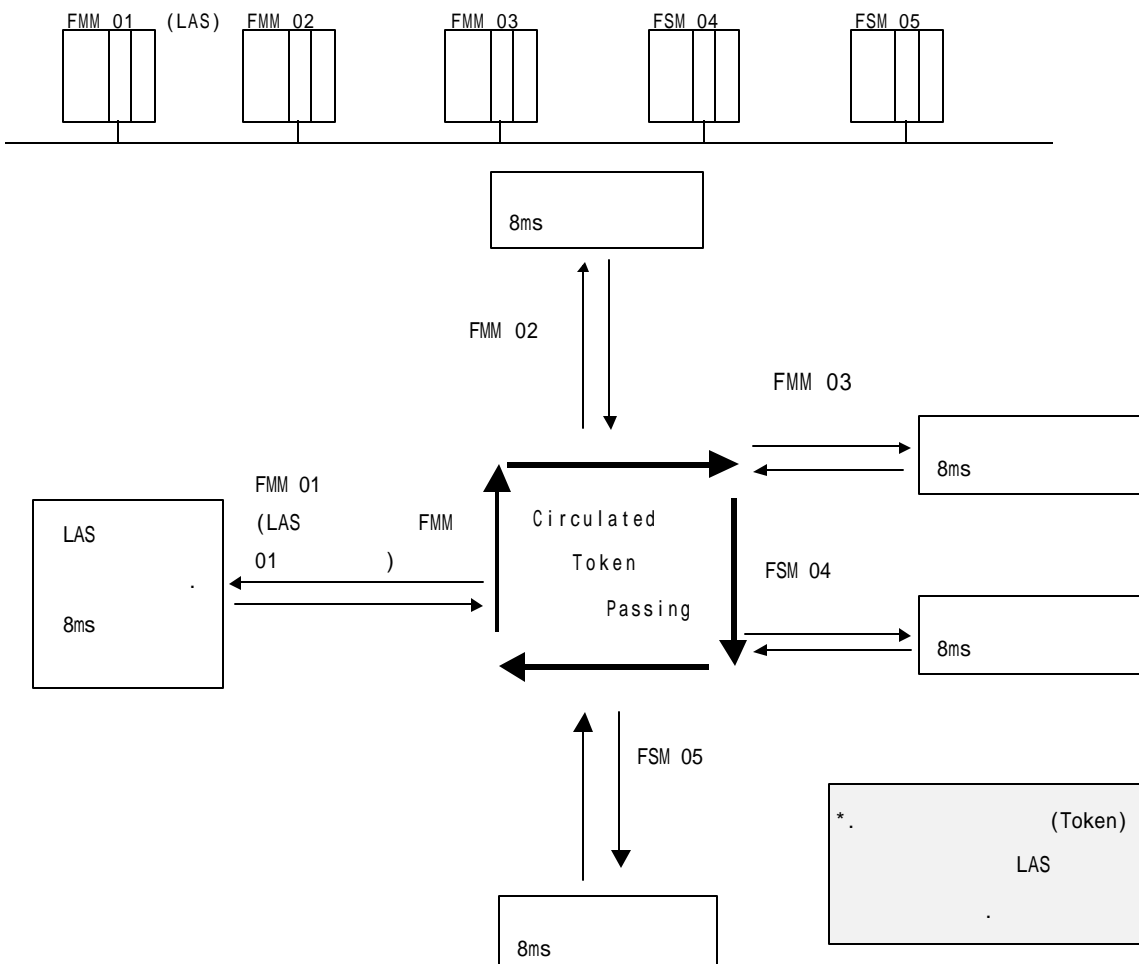 FMM 01 (LAS) FMM 02 FMM 03 FSM 04 FSM 05
8ms
FMM 02
FMM 03
8ms
FMM 01
(LAS FMM
01 )
LAS
.
8ms
Circulated
Token
Passing
FSM 04
8ms
FSM 05
*. (Token)
LAS
.
8ms